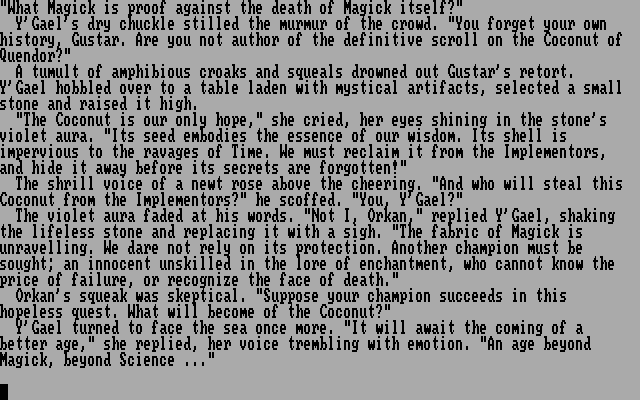 "What Magick is proof against the death of Magick itself?"
Y'Gael's dry chuckle stilled the murmur of the crowd. "You forget your own
history, Gustar. Are you not author of the definitive scroll on the Coconut of
Quendor?"
A tumult of amphibious croaks and squeals drowned out Gustar's retort.
Y'Gael hobbled over to a table laden with mystical artifacts, selected a small
stone and raised it high.
"The Coconut is our only hope," she cried, her eyes shining in the stone's
violet aura. "Its seed embodies the essence of our wisdom. Its shell is
impervious to the ravages of Time. We must reclaim it from the Implementors,
and hide it away before its secrets are forgotten!"
The shrill voice of a newt rose above the cheering. "And who will steal this
Coconut from the Implementors?" he scoffed. "You, Y'Gael?"
The violet aura faded at his words. "Not I, Orkan," replied Y'Gael, shaking
the lifeless stone and replacing it with a sigh. "The fabric of Magick is
unravelling. We dare not rely on its protection. Another champion must be
sought; an innocent unskilled in the lore of enchantment, who cannot know the
price of failure, or recognize the face of death."
Orkan's squeak was skeptical. "Suppose your champion succeeds in this
hopeless quest. What will become of the Coconut?"
Y'Gael turned to face the sea once more. "It will await the coming of a
better age," she replied, her voice trembling with emotion. "An age beyond
Magick, beyond Science ..."